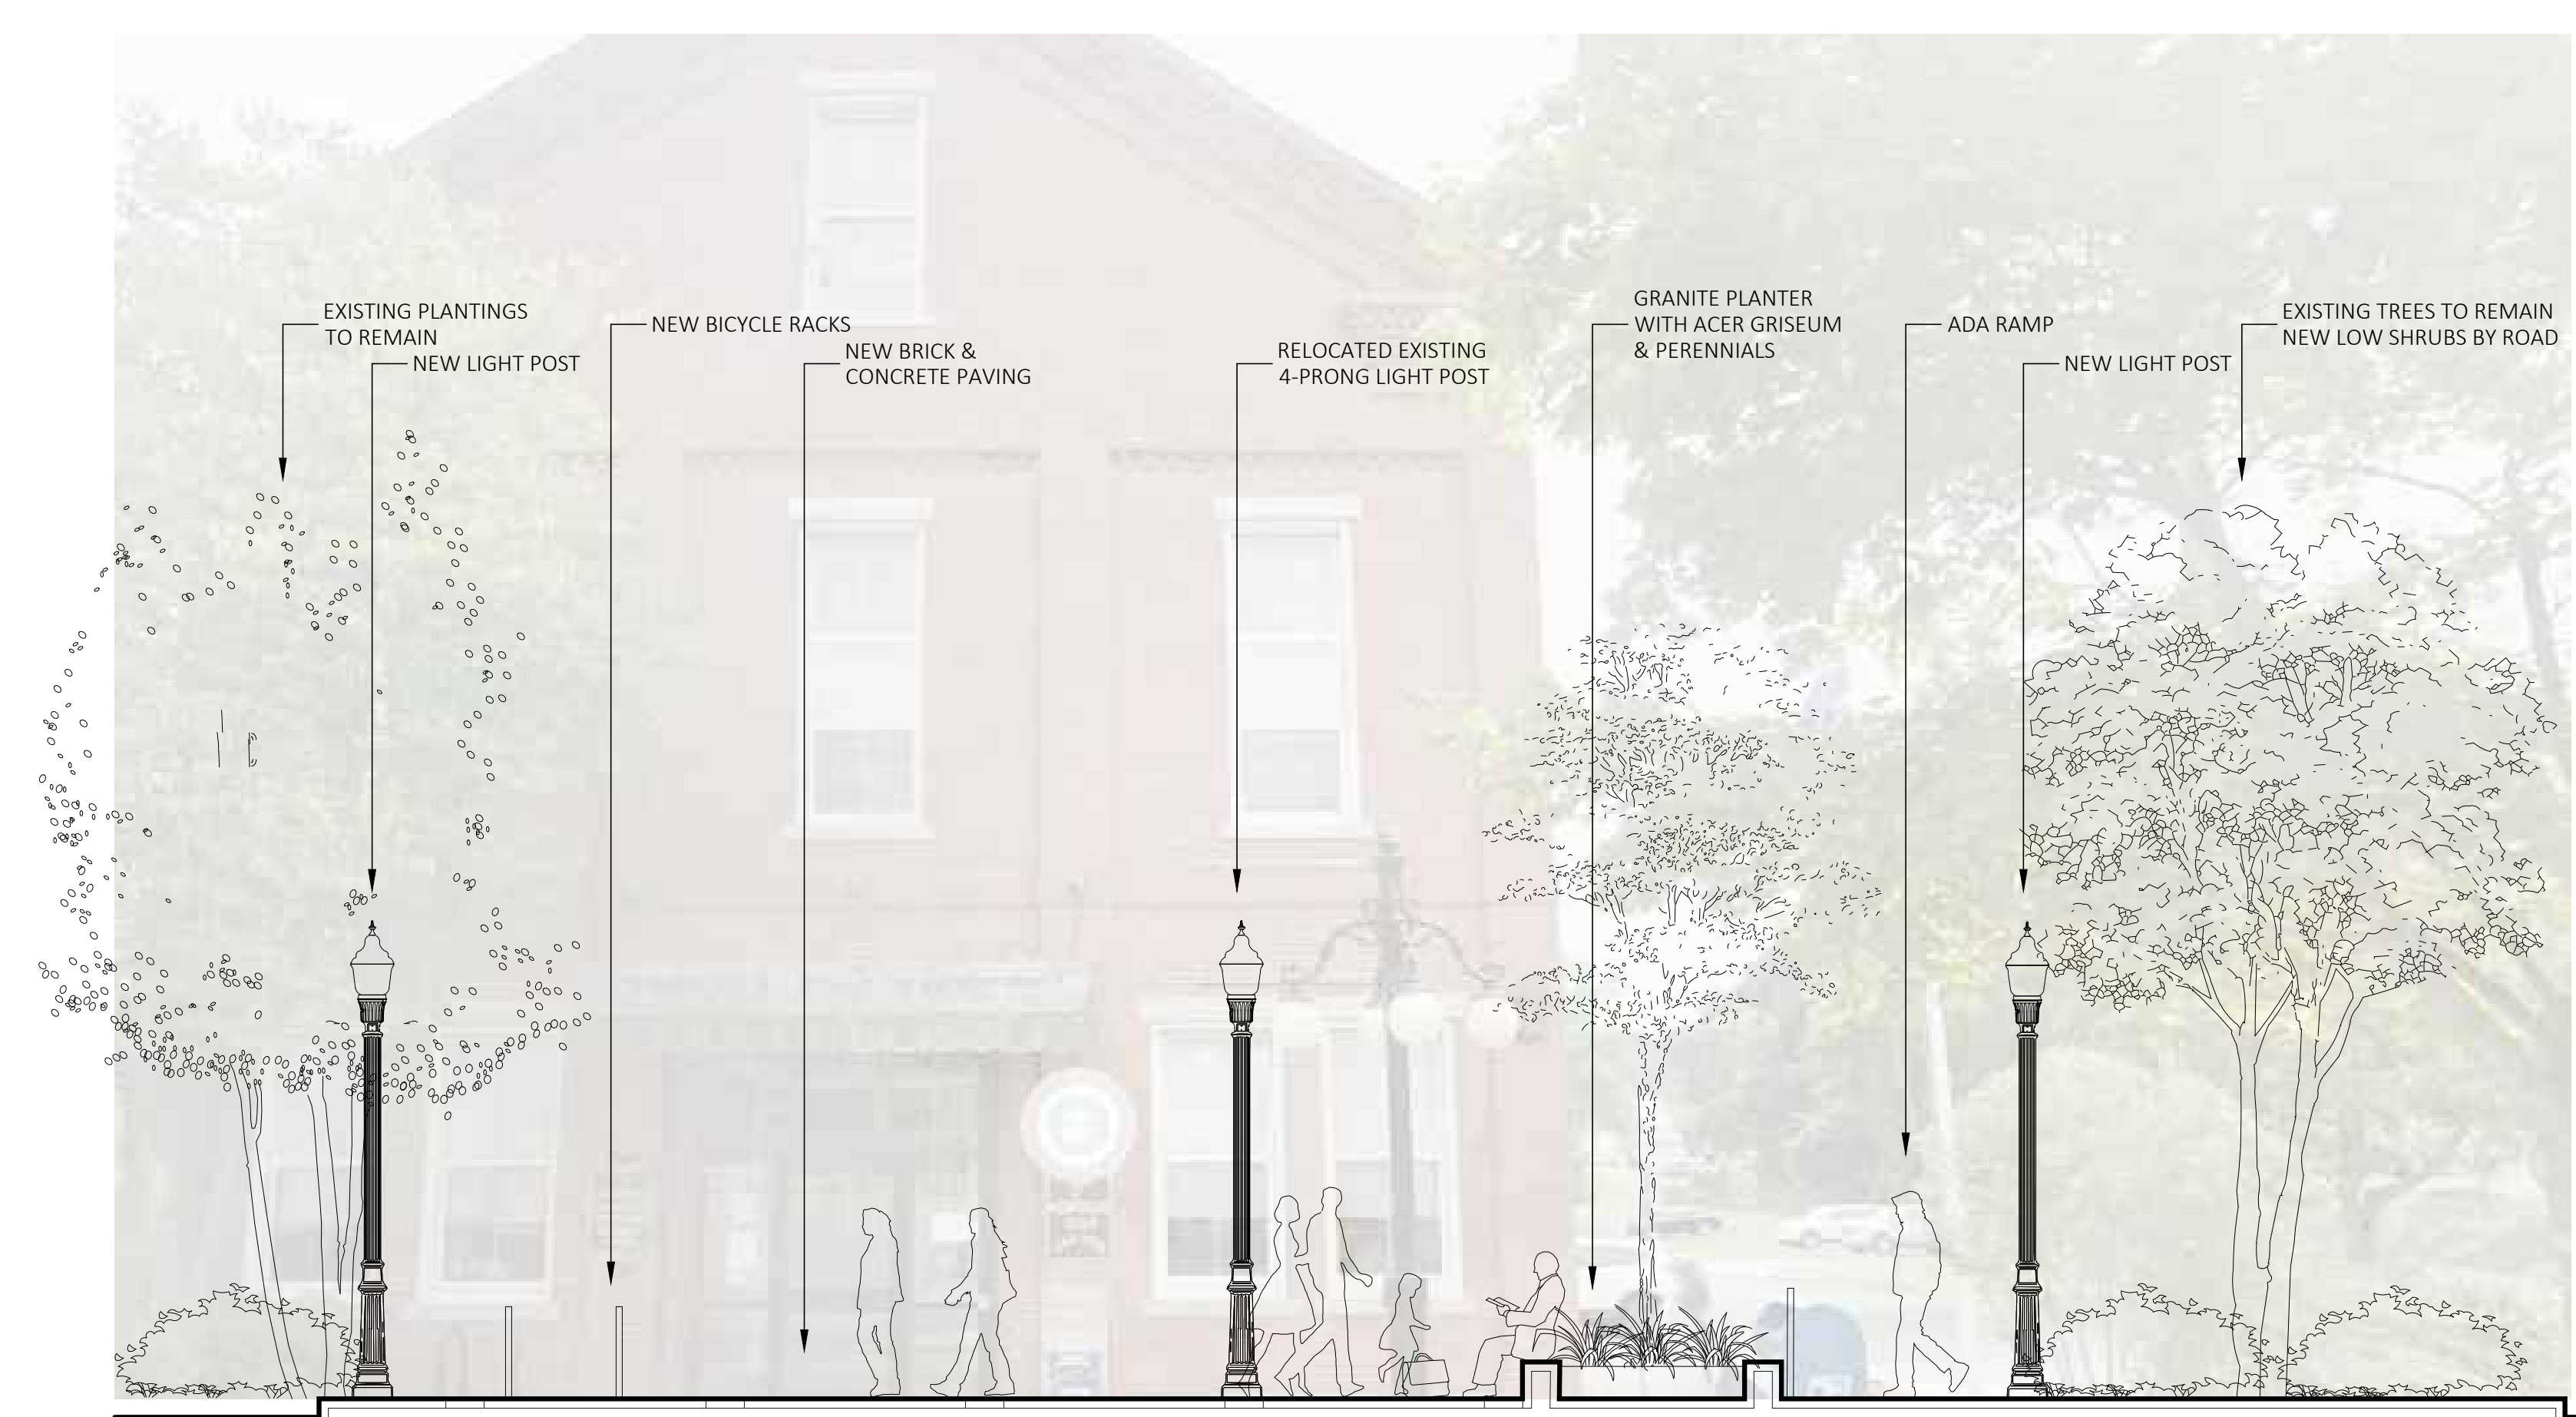 EXISTING PLANTINGS
TO REMAIN
NEW LIGHT POST
NEW BICYCLE RACKS
NEW BRICK &
CONCRETE PAVING
RELOCATED EXISTING
4-PRONG LIGHT POST
GRANITE PLANTER
WITH ACER GRISEUM
& PERENNIALS
ADA RAMP
NEW LIGHT POST
EXISTING TREES TO REMAIN
NEW LOW SHRUBS BY ROAD